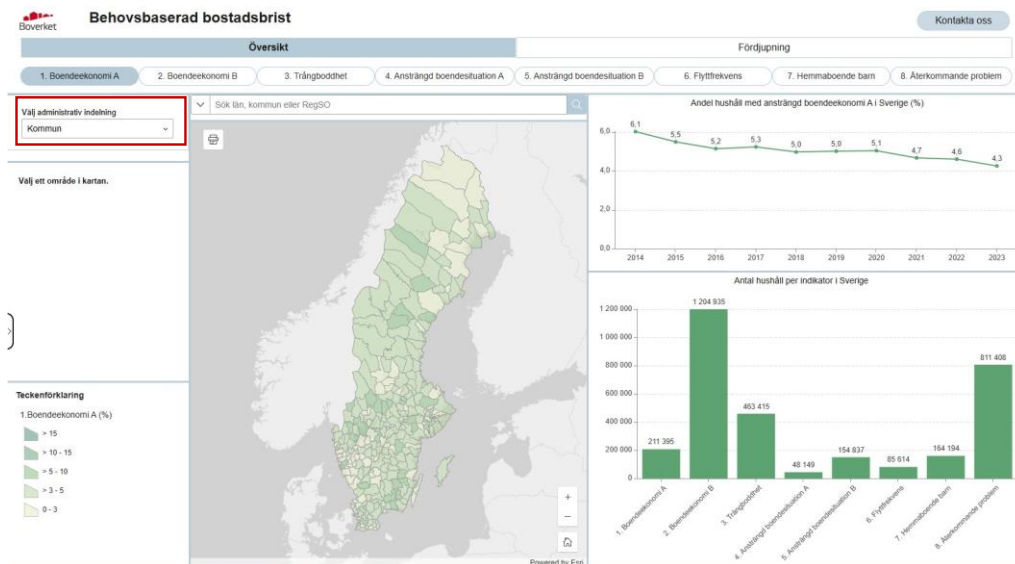 Boverket
Behovsbaserad bostadsbrist
Kontakta oss
Översikt
Fördjupning
1. Boendeekonomi A
2. Boendeekonomi B
3. Trångboddhet
4. Ansträngd boendesituation A
5. Ansträngd boendesituation B
6. Flyttfrekvens
7. Hemmaboende barn
8. Återkommande problem
Välj administrativ indelning
Kommun
Välj ett område i kartan.
Teckenförklaring
1.Boendeekonomi A (%)
> 15
> 10 - 15
> 5 - 10
> 3 - 5
0 - 3
Sök län, kommun eller RegSO
Powered by Esri
Andel hushåll med ansträngd boendeekonomi A i Sverige (%)
6,0
4,0
2,0
0,0
6,1
5,5
5,2
5,3
5,0
5,0
5,1
4,7
4,6
4,3
2014
2015
2016
2017
2018
2019
2020
2021
2022
2023
Antal hushåll per indikator i Sverige
1 200 000
1 000 000
800 000
600 000
400 000
200 000
0
211 395
1 204 935
463 415
48 149
154 837
85 614
164 194
811 408
1. Boendeekonomi A
2. Boendeekonomi B
3. Trångboddhet
4. Ansträngd boendesituation A
5. Ansträngd boendesituation B
6. Flyttfrekvens
7. Hemmaboende barn
8. Återkommande problem